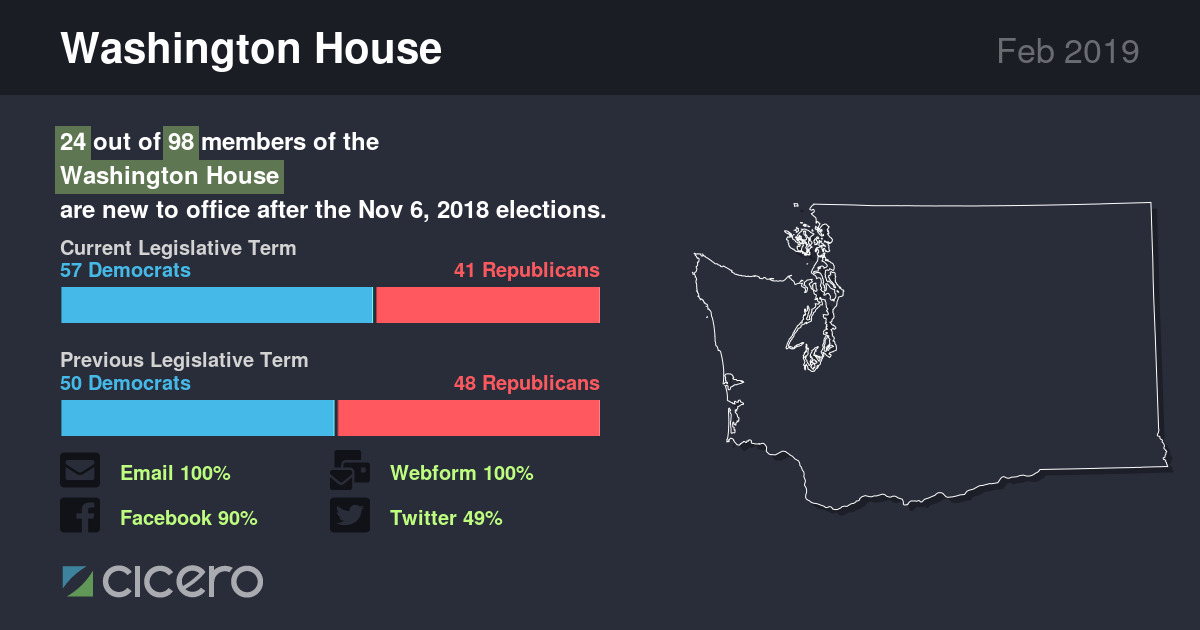 Washington House
Feb 2019
24 out of 98 members of the
Washington House
are new to office after the Nov 6, 2018 elections.
Current Legislative Term
57 Democrats
41 Republicans
Previous Legislative Term
50 Democrats
48 Republicans
Email 100%
Webform 100%
Facebook 90%
Twitter 49%
cicero